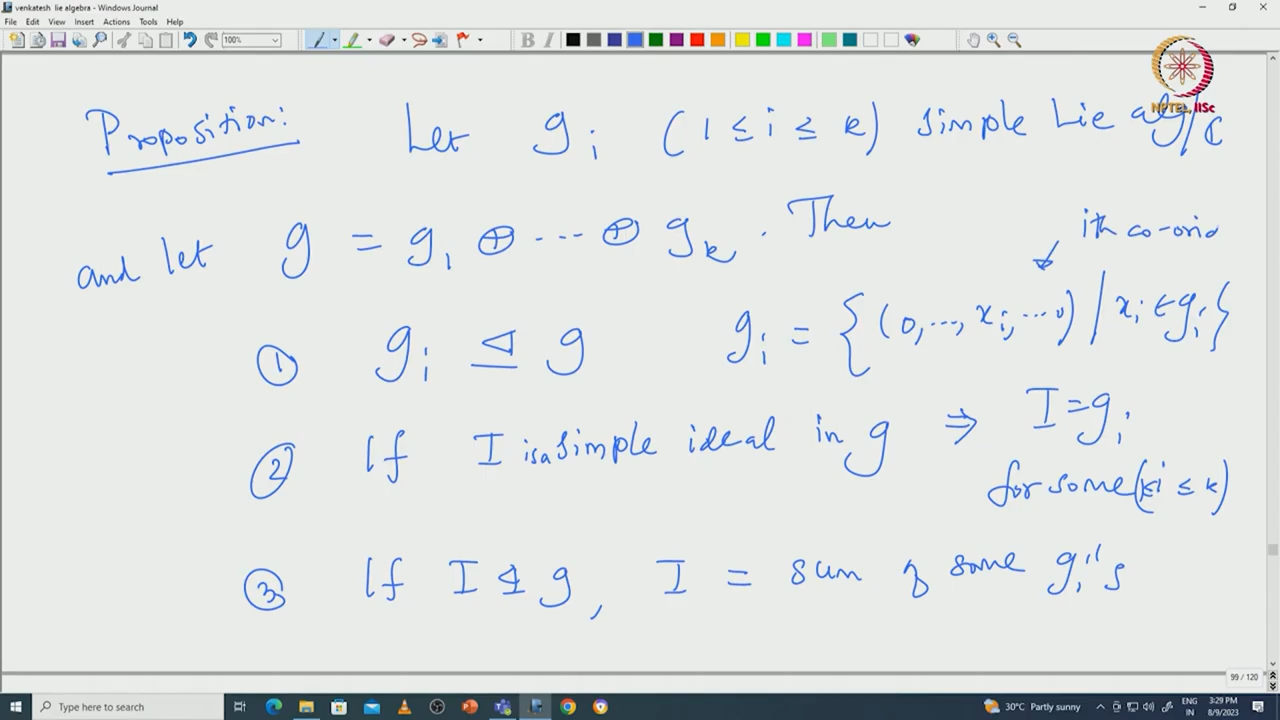 venkatesh lie algebra - Windows Journal
File Edit View Insert Actions Tools Help
100%
B I
NPTEL, IISc
Proposition: Let g_i (1 ≤ i ≤ k) simple Lie alg/ℂ
and let g = g_1 ⊕ ··· ⊕ g_k . Then
ith co-ord
① g_i ⊴ g g_i = {(0, ..., x_i, ... 0) | x_i ∈ g_i}
② If I is a simple ideal in g ⇒ I = g_i
for some (1≤i ≤ k)
③ If I ⊴ g, I = sum of some g_i's
99 / 120
Type here to search
30°C Partly sunny
ENG
IN
3:29 PM
8/9/2023